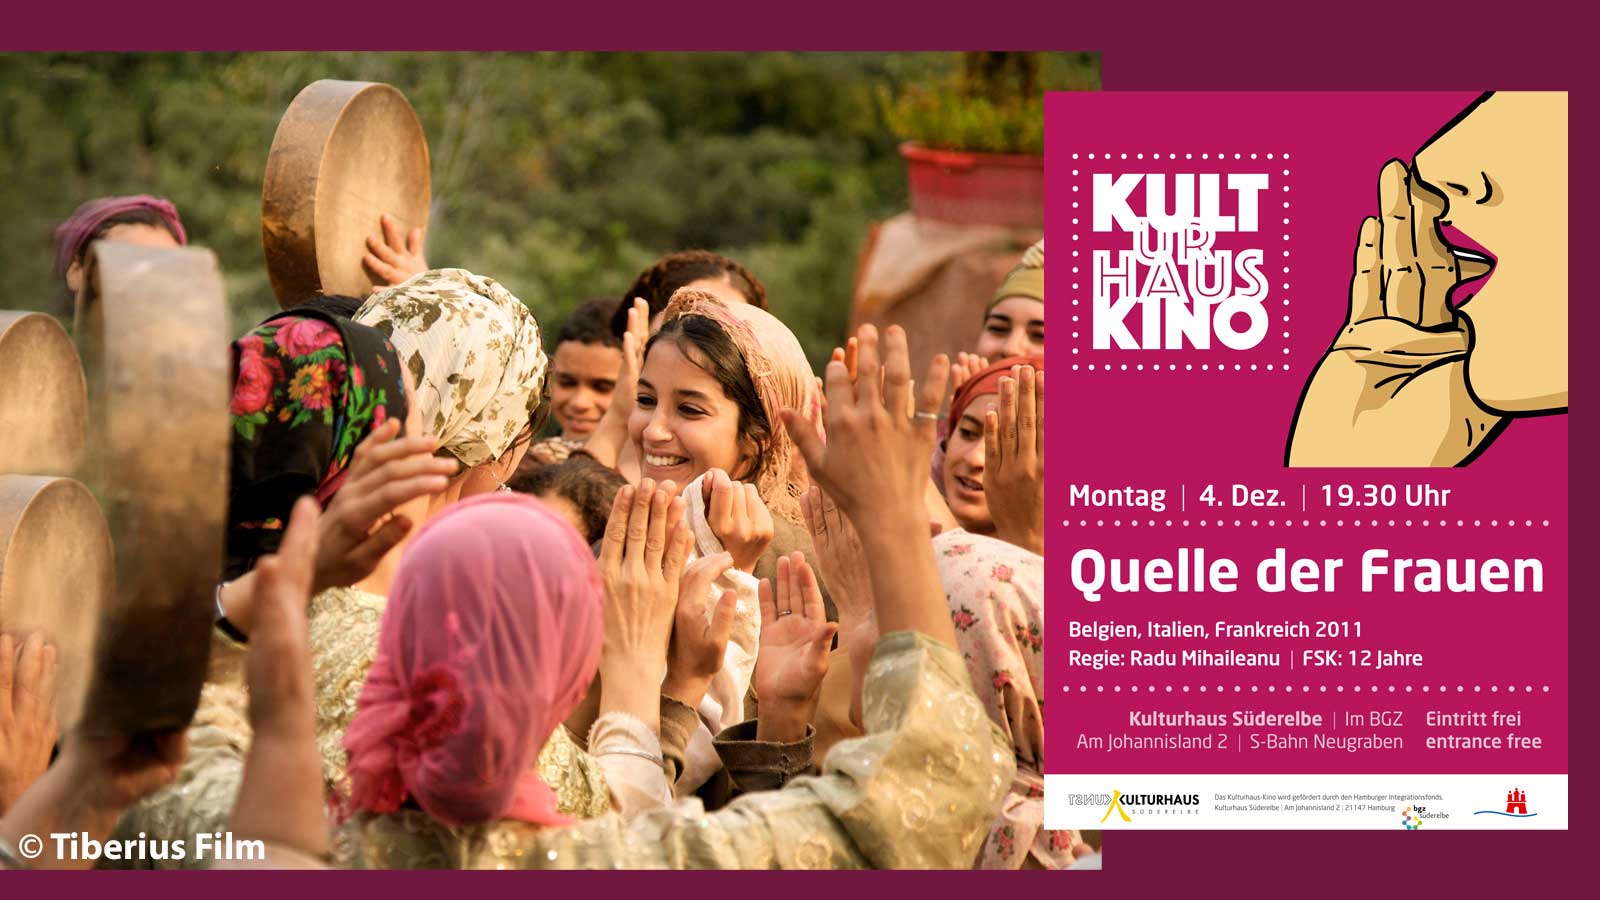 KULT
UR
HAUS
KINO
Montag | 4. Dez. | 19.30 Uhr
Quelle der Frauen
Belgien, Italien, Frankreich 2011
Regie: Radu Mihaileanu | FSK: 12 Jahre
Kulturhaus Süderelbe | Im BGZ
Am Johannisland 2 | S-Bahn Neugraben
Eintritt frei
entrance free
KUNST KULTURHAUS
SÜDERELBE
Das Kulturhaus-Kino wird gefördert durch den Hamburger Integrationsfonds.
Kulturhaus Süderelbe | Am Johannisland 2 | 21147 Hamburg
bgz
süderelbe
© Tiberius Film